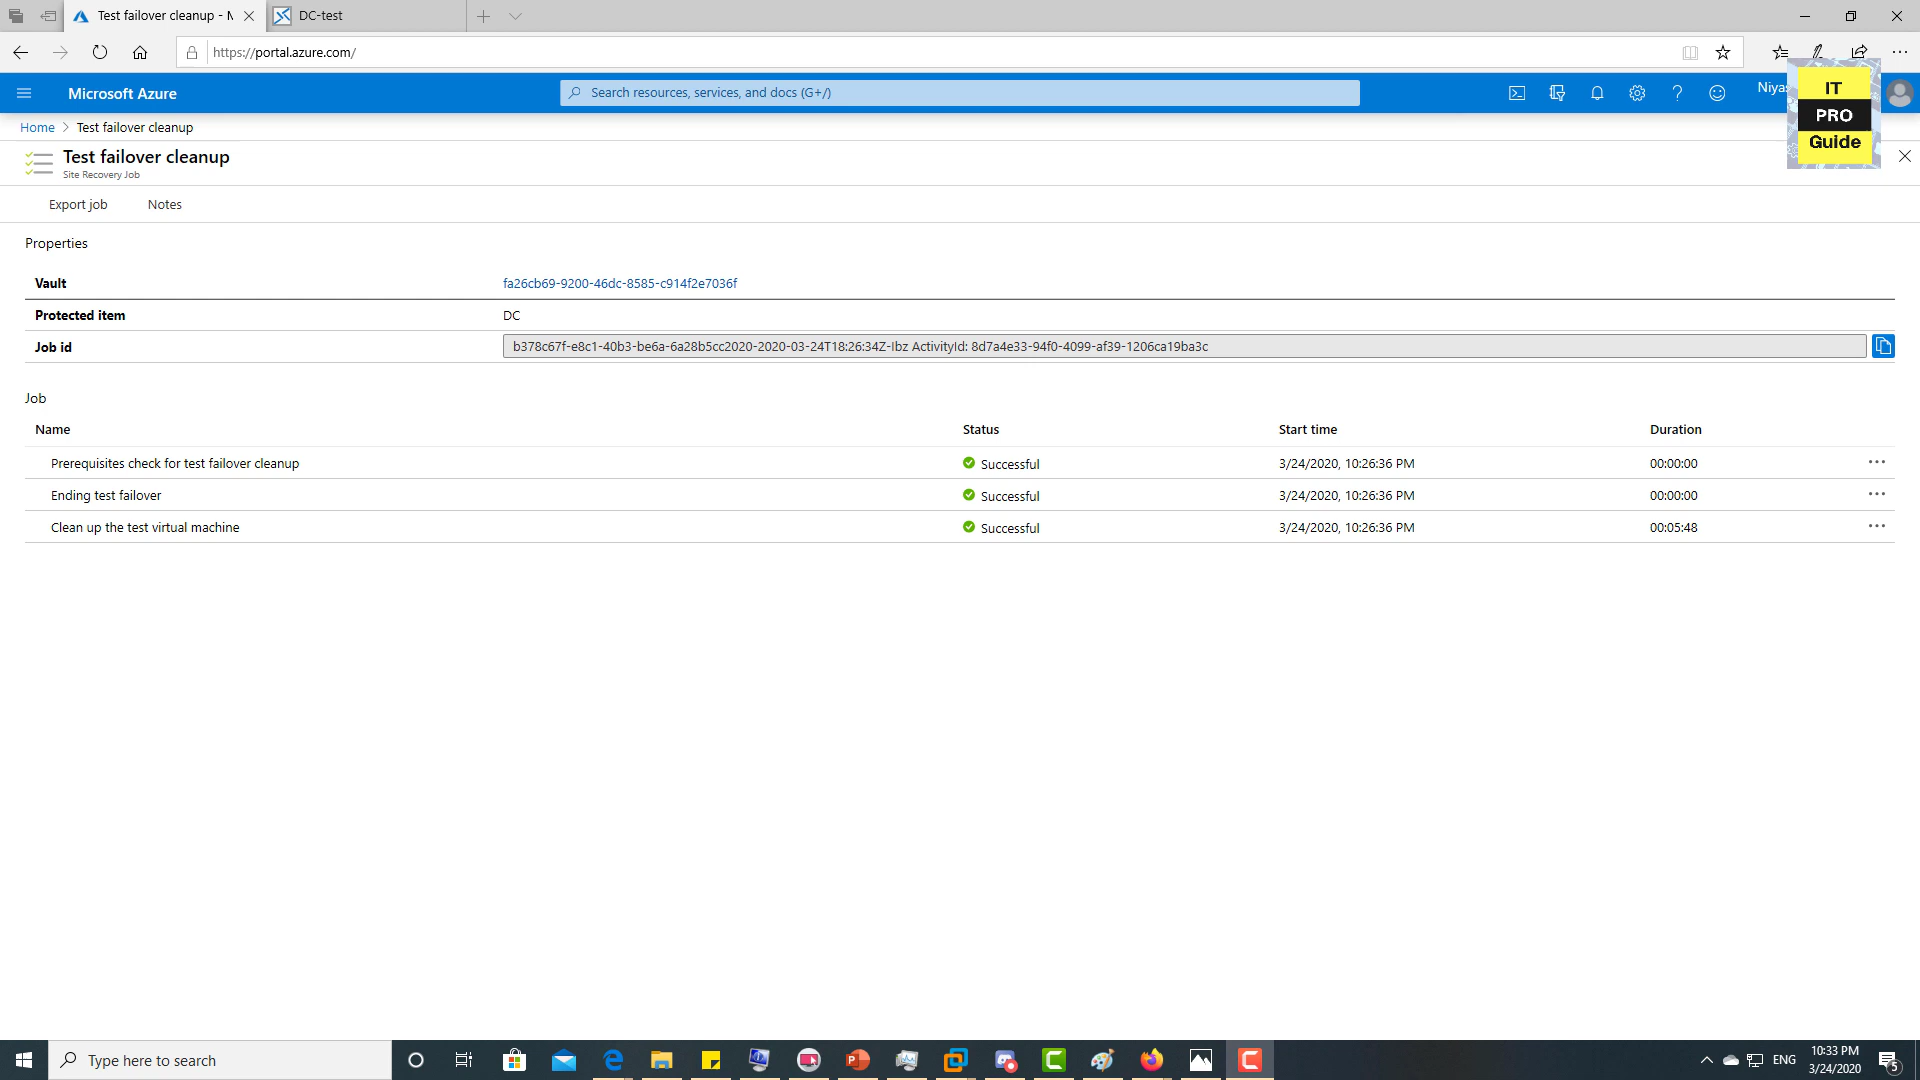 Test failover cleanup - M
DC-test
https://portal.azure.com/
Microsoft Azure
Search resources, services, and docs (G+/)
Niyas
IT
PRO
Guide
Home > Test failover cleanup
Test failover cleanup
Site Recovery Job
Export job
Notes
Properties
Vault fa26cb69-9200-46dc-8585-c914f2e7036f
Protected item DC
Job id b378c67f-e8c1-40b3-be6a-6a28b5cc2020-2020-03-24T18:26:34Z-Ibz ActivityId: 8d7a4e33-94f0-4099-af39-1206ca19ba3c
Job
Name Status Start time Duration
Prerequisites check for test failover cleanup Successful 3/24/2020, 10:26:36 PM 00:00:00
Ending test failover Successful 3/24/2020, 10:26:36 PM 00:00:00
Clean up the test virtual machine Successful 3/24/2020, 10:26:36 PM 00:05:48
Type here to search
ENG
10:33 PM
3/24/2020
5